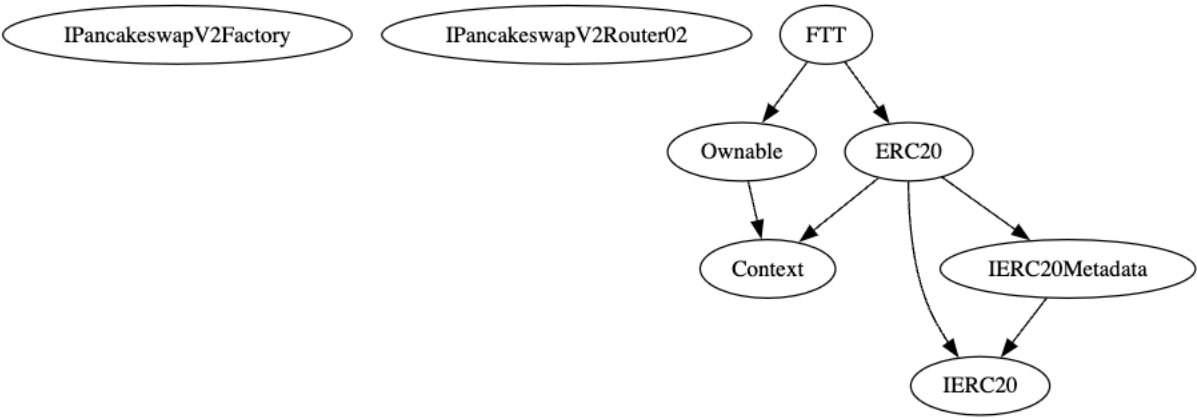 IPancakeswapV2Factory
IPancakeswapV2Router02
FTT
Ownable
ERC20
Context
IERC20Metadata
IERC20